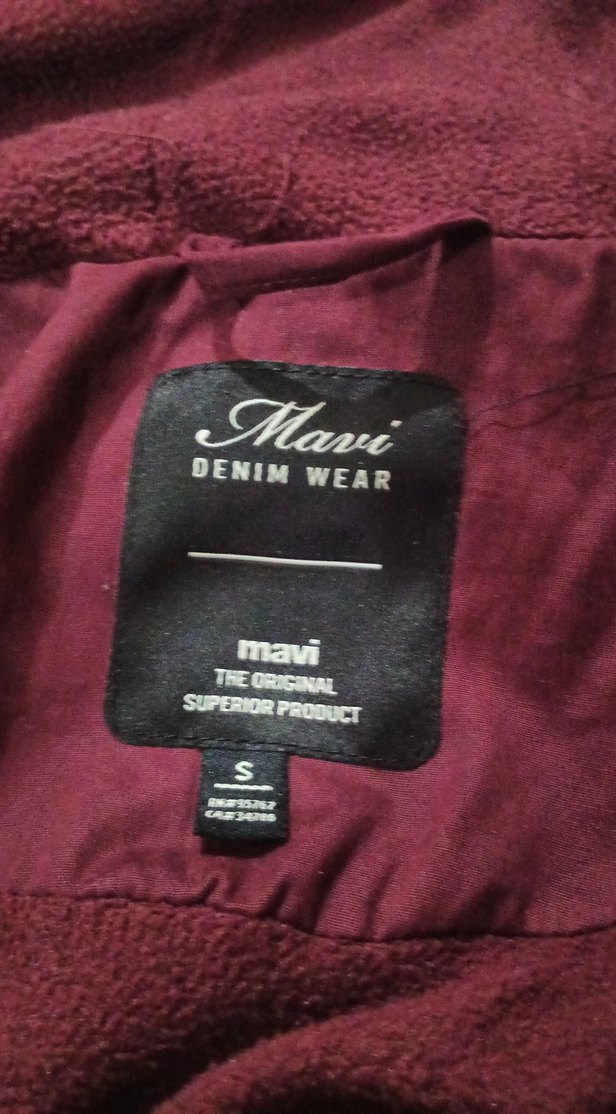 Mavi
DENIM WEAR
mavi
THE ORIGINAL
SUPERIOR PRODUCT
S